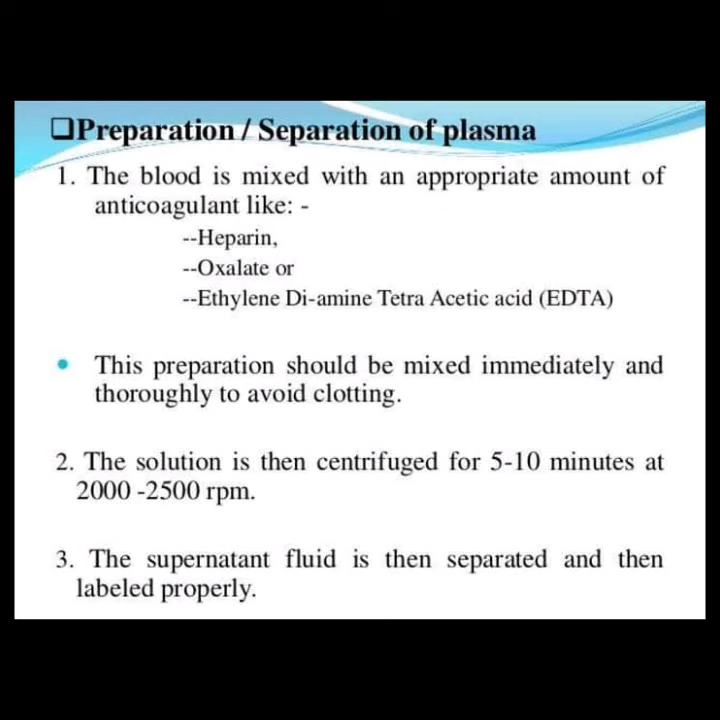 ❑Preparation / Separation of plasma
1. The blood is mixed with an appropriate amount of
anticoagulant like: -
--Heparin,
--Oxalate or
--Ethylene Di-amine Tetra Acetic acid (EDTA)
• This preparation should be mixed immediately and
thoroughly to avoid clotting.
2. The solution is then centrifuged for 5-10 minutes at
2000 -2500 rpm.
3. The supernatant fluid is then separated and then
labeled properly.